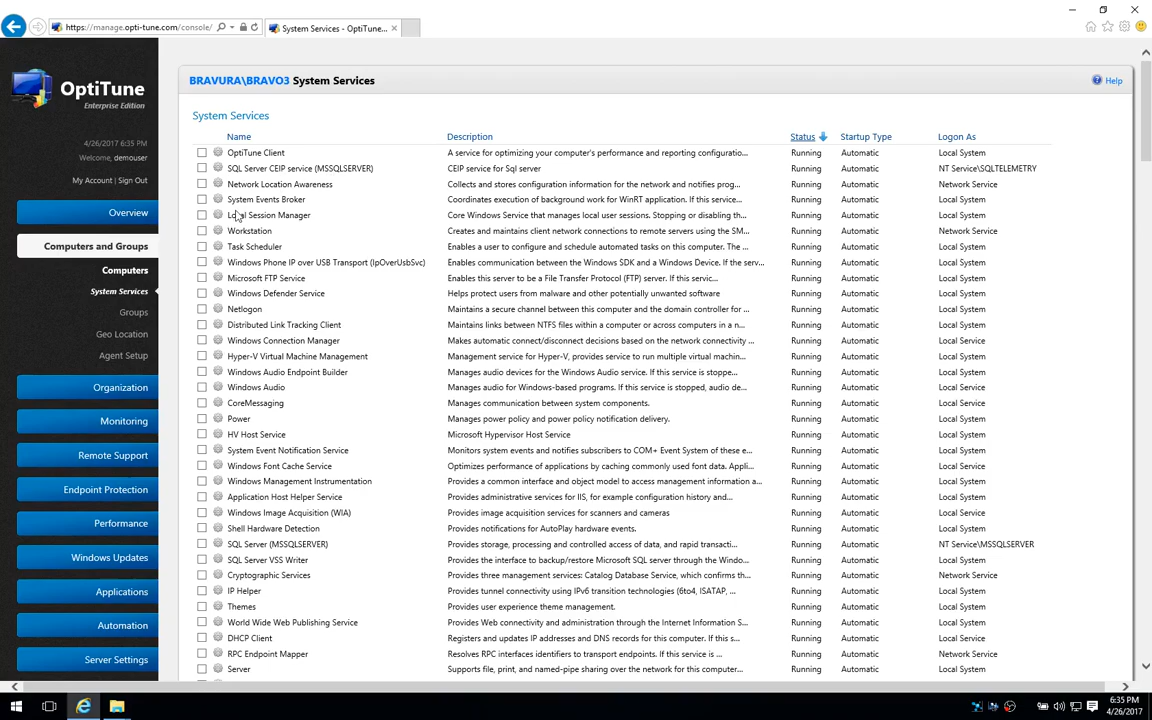 https://manage.opti-tune.com/console/
System Services - OptiTune...
OptiTune
Enterprise Edition
4/26/2017 6:35 PM
Welcome, demouser
My Account | Sign Out
Overview
Computers and Groups
Computers
System Services
Groups
Geo Location
Agent Setup
Organization
Monitoring
Remote Support
Endpoint Protection
Performance
Windows Updates
Applications
Automation
Server Settings
BRAVURA\BRAVO3 System Services
Help
System Services
Name Description Status Startup Type Logon As
OptiTune Client A service for optimizing your computer's performance and reporting configuratio... Running Automatic Local System
SQL Server CEIP service (MSSQLSERVER) CEIP service for Sql server Running Automatic NT Service\SQLTELEMETRY
Network Location Awareness Collects and stores configuration information for the network and notifies prog... Running Automatic Network Service
System Events Broker Coordinates execution of background work for WinRT application. If this service... Running Automatic Local System
Local Session Manager Core Windows Service that manages local user sessions. Stopping or disabling th... Running Automatic Local System
Workstation Creates and maintains client network connections to remote servers using the SM... Running Automatic Network Service
Task Scheduler Enables a user to configure and schedule automated tasks on this computer. The ... Running Automatic Local System
Windows Phone IP over USB Transport (IpOverUsbSvc) Enables communication between the Windows SDK and a Windows Device. If the serv... Running Automatic Local System
Microsoft FTP Service Enables this server to be a File Transfer Protocol (FTP) server. If this servic... Running Automatic Local System
Windows Defender Service Helps protect users from malware and other potentially unwanted software Running Automatic Local System
Netlogon Maintains a secure channel between this computer and the domain controller for ... Running Automatic Local System
Distributed Link Tracking Client Maintains links between NTFS files within a computer or across computers in a n... Running Automatic Local System
Windows Connection Manager Makes automatic connect/disconnect decisions based on the network connectivity ... Running Automatic Local Service
Hyper-V Virtual Machine Management Management service for Hyper-V, provides service to run multiple virtual machin... Running Automatic Local System
Windows Audio Endpoint Builder Manages audio devices for the Windows Audio service. If this service is stoppe... Running Automatic Local System
Windows Audio Manages audio for Windows-based programs. If this service is stopped, audio de... Running Automatic Local Service
CoreMessaging Manages communication between system components. Running Automatic Local Service
Power Manages power policy and power policy notification delivery. Running Automatic Local System
HV Host Service Microsoft Hypervisor Host Service Running Automatic Local System
System Event Notification Service Monitors system events and notifies subscribers to COM+ Event System of these e... Running Automatic Local System
Windows Font Cache Service Optimizes performance of applications by caching commonly used font data. Appli... Running Automatic Local Service
Windows Management Instrumentation Provides a common interface and object model to access management information a... Running Automatic Local System
Application Host Helper Service Provides administrative services for IIS, for example configuration history and... Running Automatic Local System
Windows Image Acquisition (WIA) Provides image acquisition services for scanners and cameras Running Automatic Local Service
Shell Hardware Detection Provides notifications for AutoPlay hardware events. Running Automatic Local System
SQL Server (MSSQLSERVER) Provides storage, processing and controlled access of data, and rapid transacti... Running Automatic NT Service\MSSQLSERVER
SQL Server VSS Writer Provides the interface to backup/restore Microsoft SQL server through the Windo... Running Automatic Local System
Cryptographic Services Provides three management services: Catalog Database Service, which confirms th... Running Automatic Network Service
IP Helper Provides tunnel connectivity using IPv6 transition technologies (6to4, ISATAP, ... Running Automatic Local System
Themes Provides user experience theme management. Running Automatic Local System
World Wide Web Publishing Service Provides Web connectivity and administration through the Internet Information S... Running Automatic Local System
DHCP Client Registers and updates IP addresses and DNS records for this computer. If this s... Running Automatic Local Service
RPC Endpoint Mapper Resolves RPC interfaces identifiers to transport endpoints. If this service is ... Running Automatic Network Service
Server Supports file, print, and named-pipe sharing over the network for this computer... Running Automatic Local System
6:35 PM
4/26/2017